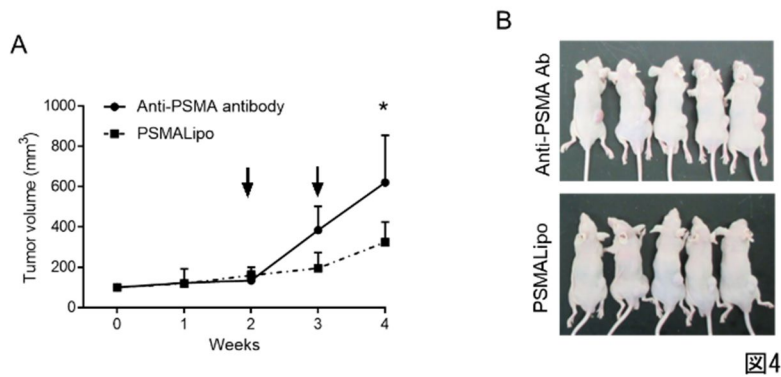 A
Tumor volume (mm³)
1000
800
600
400
200
0
Anti-PSMA antibody
PSMALipo
*
0 1 2 3 4
Weeks
B
Anti-PSMA Ab
PSMALipo
図4